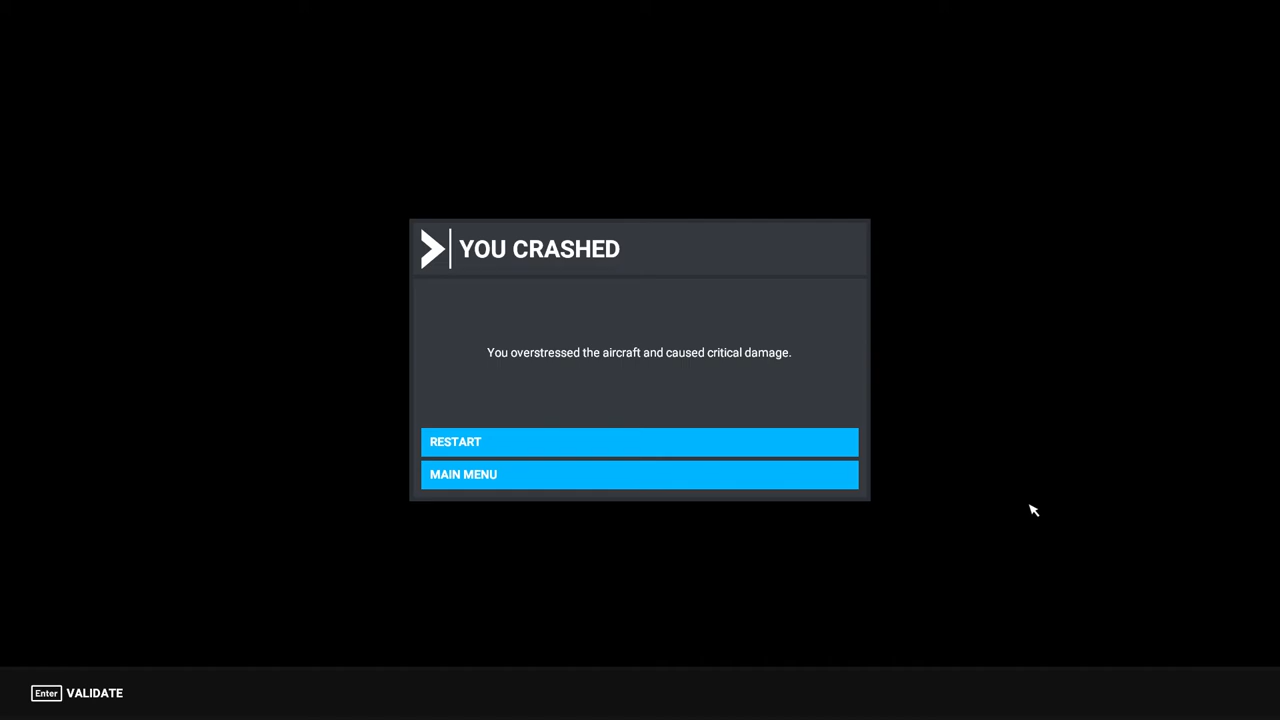 YOU CRASHED
You overstressed the aircraft and caused critical damage.
RESTART
MAIN MENU
Enter VALIDATE